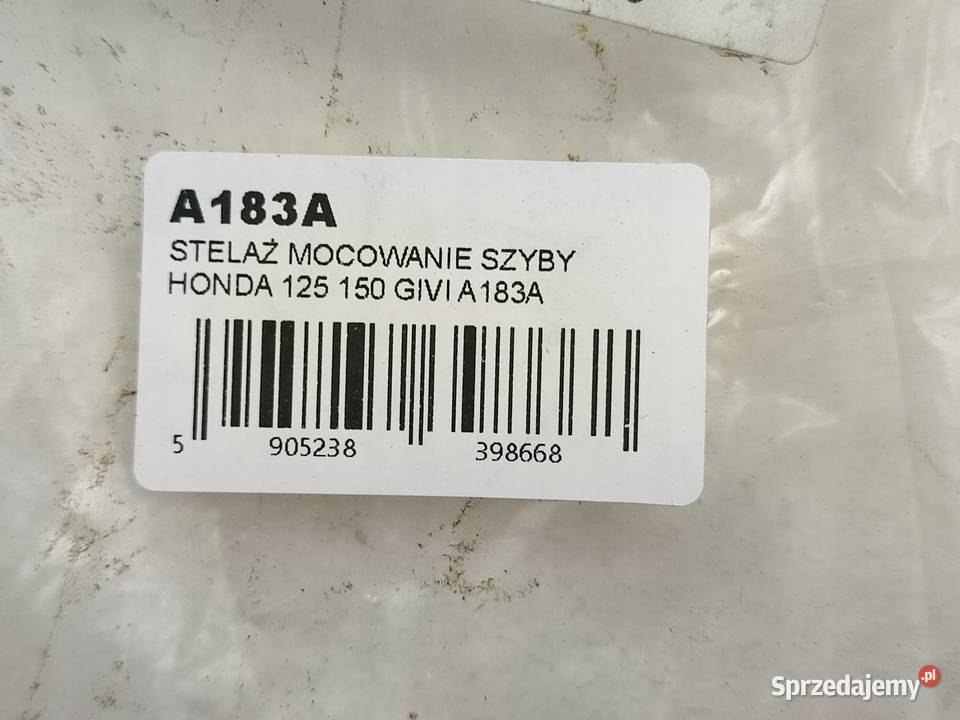 A183A
STELAŻ MOCOWANIE SZYBY
HONDA 125 150 GIVI A183A
5 905238 398668
Sprzedajemy.pl